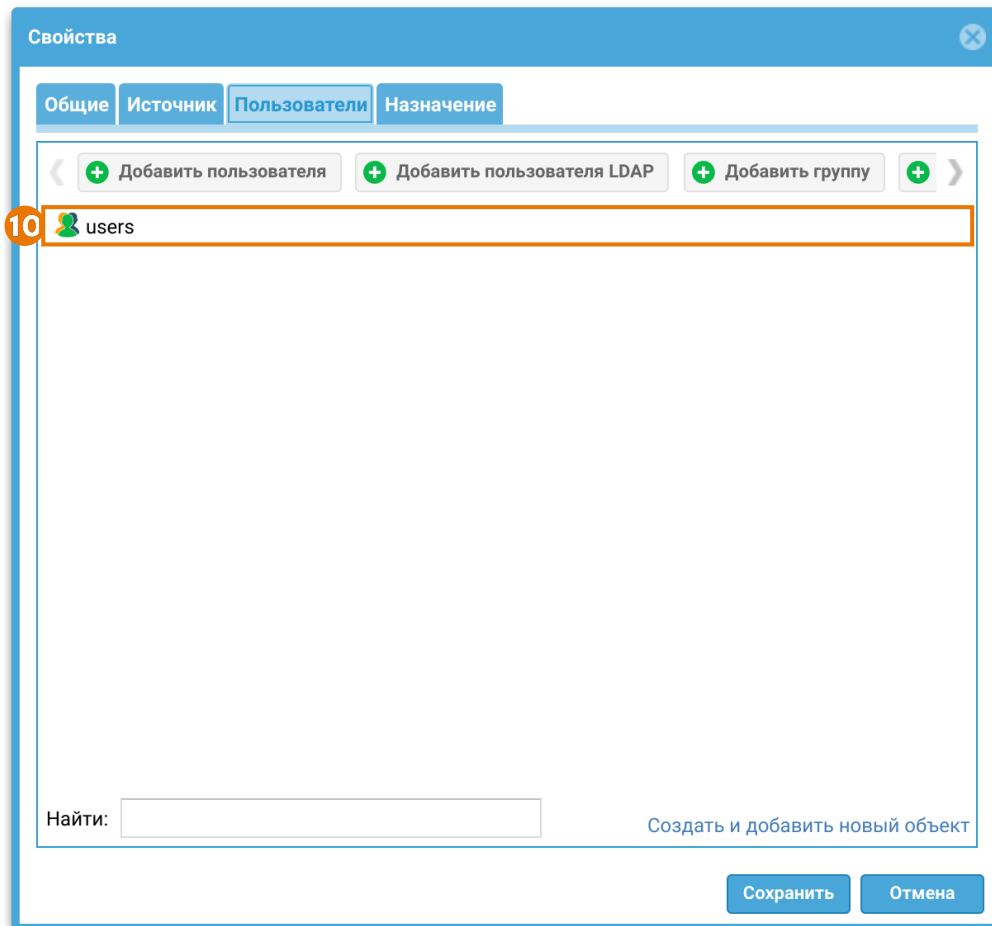 Свойства
Общие Источник Пользователи Назначение
Добавить пользователя Добавить пользователя LDAP Добавить группу
10 users
Найти:
Создать и добавить новый объект
Сохранить Отмена